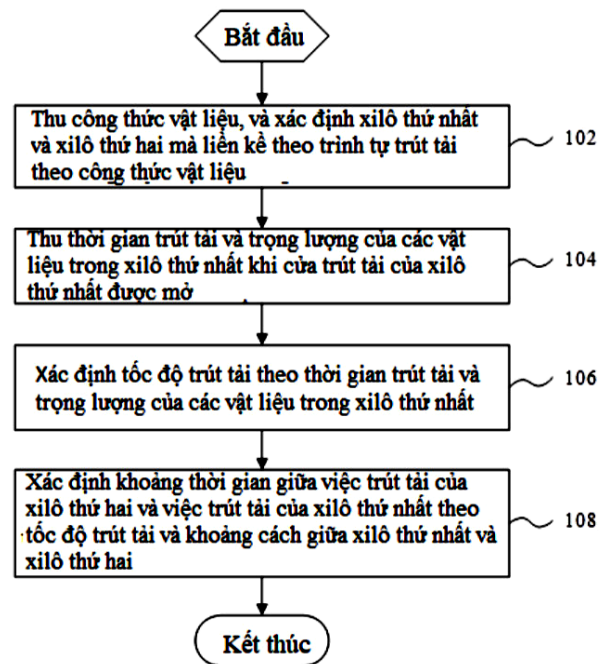 Bắt đầu
Thu công thức vật liệu, và xác định xilô thứ nhất
và xilô thứ hai mà liền kề theo trình tự trút tải
theo công thức vật liệu
102
Thu thời gian trút tải và trọng lượng của các vật
liệu trong xilô thứ nhất khi cửa trút tải của xilô
thứ nhất được mở
104
Xác định tốc độ trút tải theo thời gian trút tải và
trọng lượng của các vật liệu trong xilô thứ nhất
106
Xác định khoảng thời gian giữa việc trút tải của
xilô thứ hai và việc trút tải của xilô thứ nhất theo
tốc độ trút tải và khoảng cách giữa xilô thứ nhất và
xilô thứ hai
108
Kết thúc